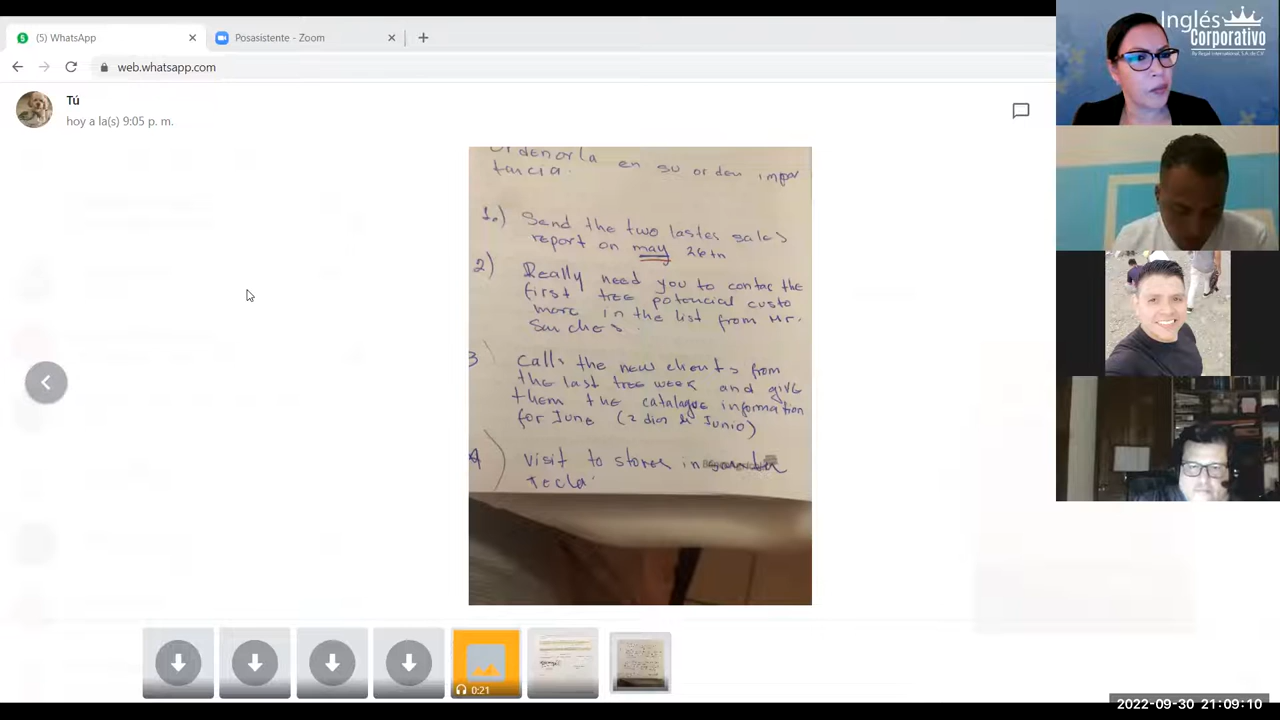 (5) WhatsApp
Posasistente - Zoom
web.whatsapp.com
Tú
hoy a la(s) 9:05 p. m.
Inglés
Corporativo
Ordenorla en su orden impor
tancia.
1.) Send the two lastes sales
report on may 26th
2) Really need you to contac the
first tree potencial custo
marc in the list from Mr.
Sanches.
3) Calls the new clients from
the last tree week and give
them the catalague information
for June (2 dion de Junio)
4) visit to stores in
Tecla
0:21
2022-09-30 21:09:10